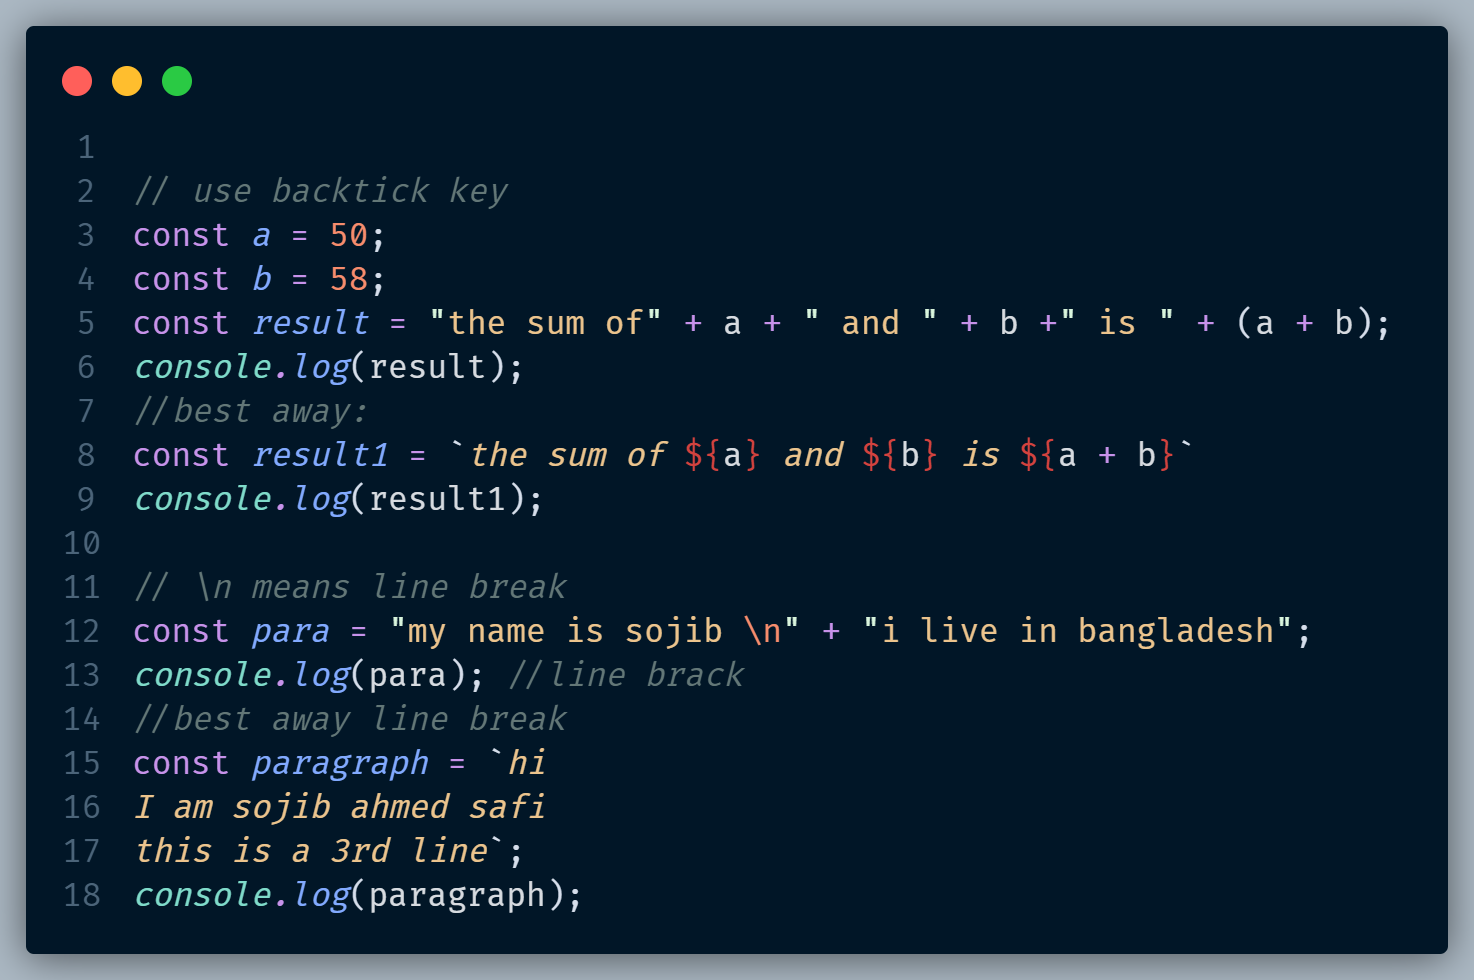 1
2 // use backtick key
3 const a = 50;
4 const b = 58;
5 const result = "the sum of" + a + " and " + b +" is " + (a + b);
6 console.log(result);
7 //best away:
8 const result1 = `the sum of ${a} and ${b} is ${a + b}`
9 console.log(result1);
10
11 // \n means line break
12 const para = "my name is sojib \n" + "i live in bangladesh";
13 console.log(para); //line brack
14 //best away line break
15 const paragraph = `hi
16 I am sojib ahmed safi
17 this is a 3rd line`;
18 console.log(paragraph);